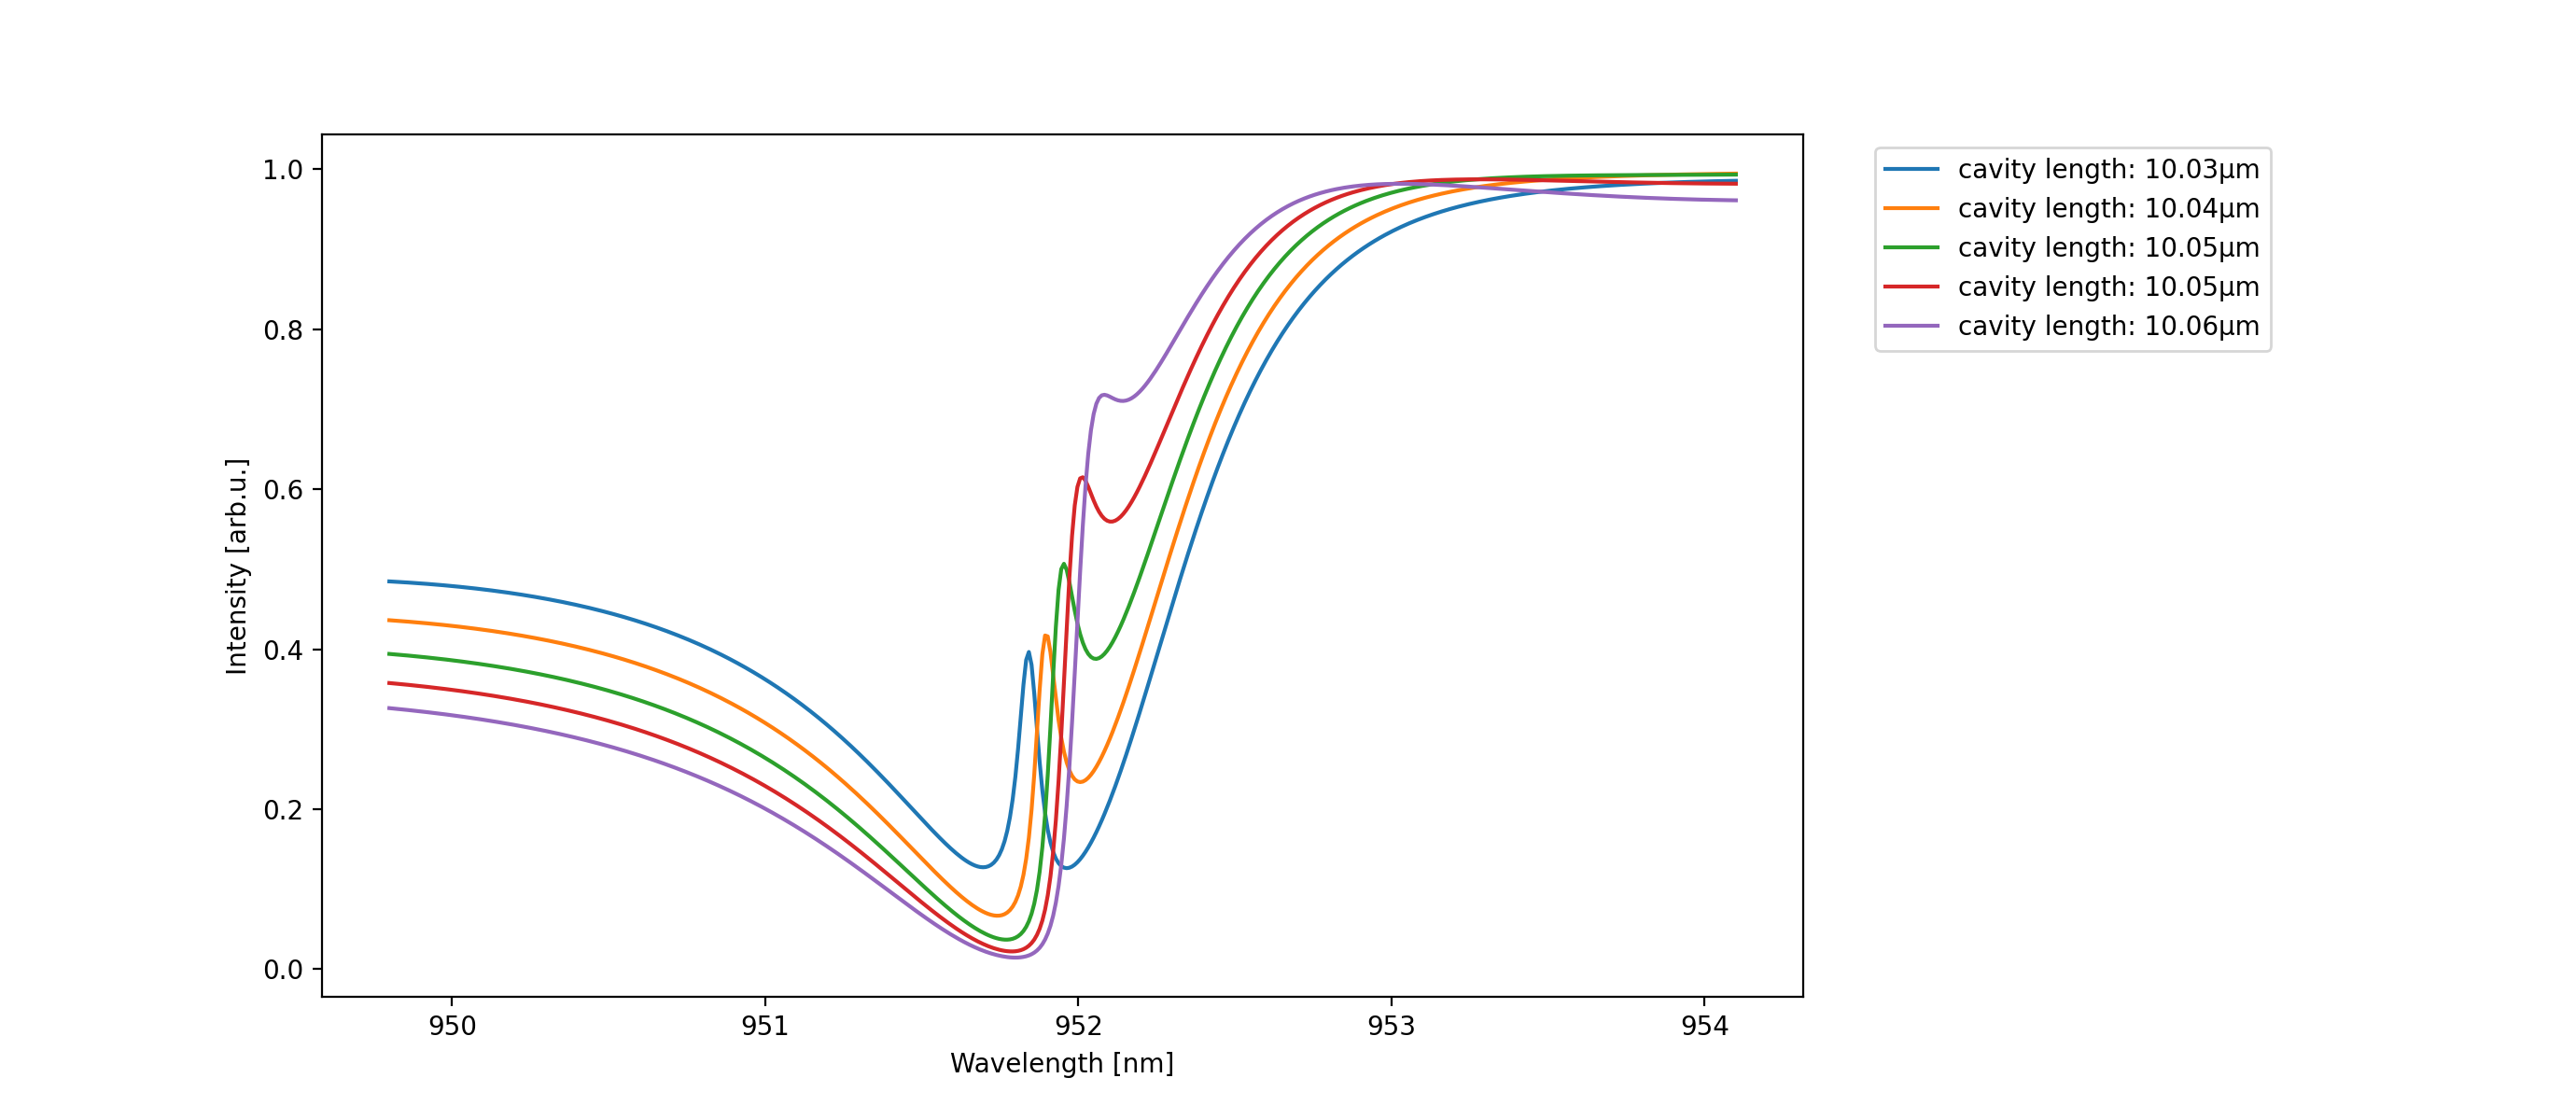 cavity length: 10.03μm
cavity length: 10.04μm
cavity length: 10.05μm
cavity length: 10.05μm
cavity length: 10.06μm
Intensity [arb.u.]
1.0
0.8
0.6
0.4
0.2
0.0
950 951 952 953 954
Wavelength [nm]